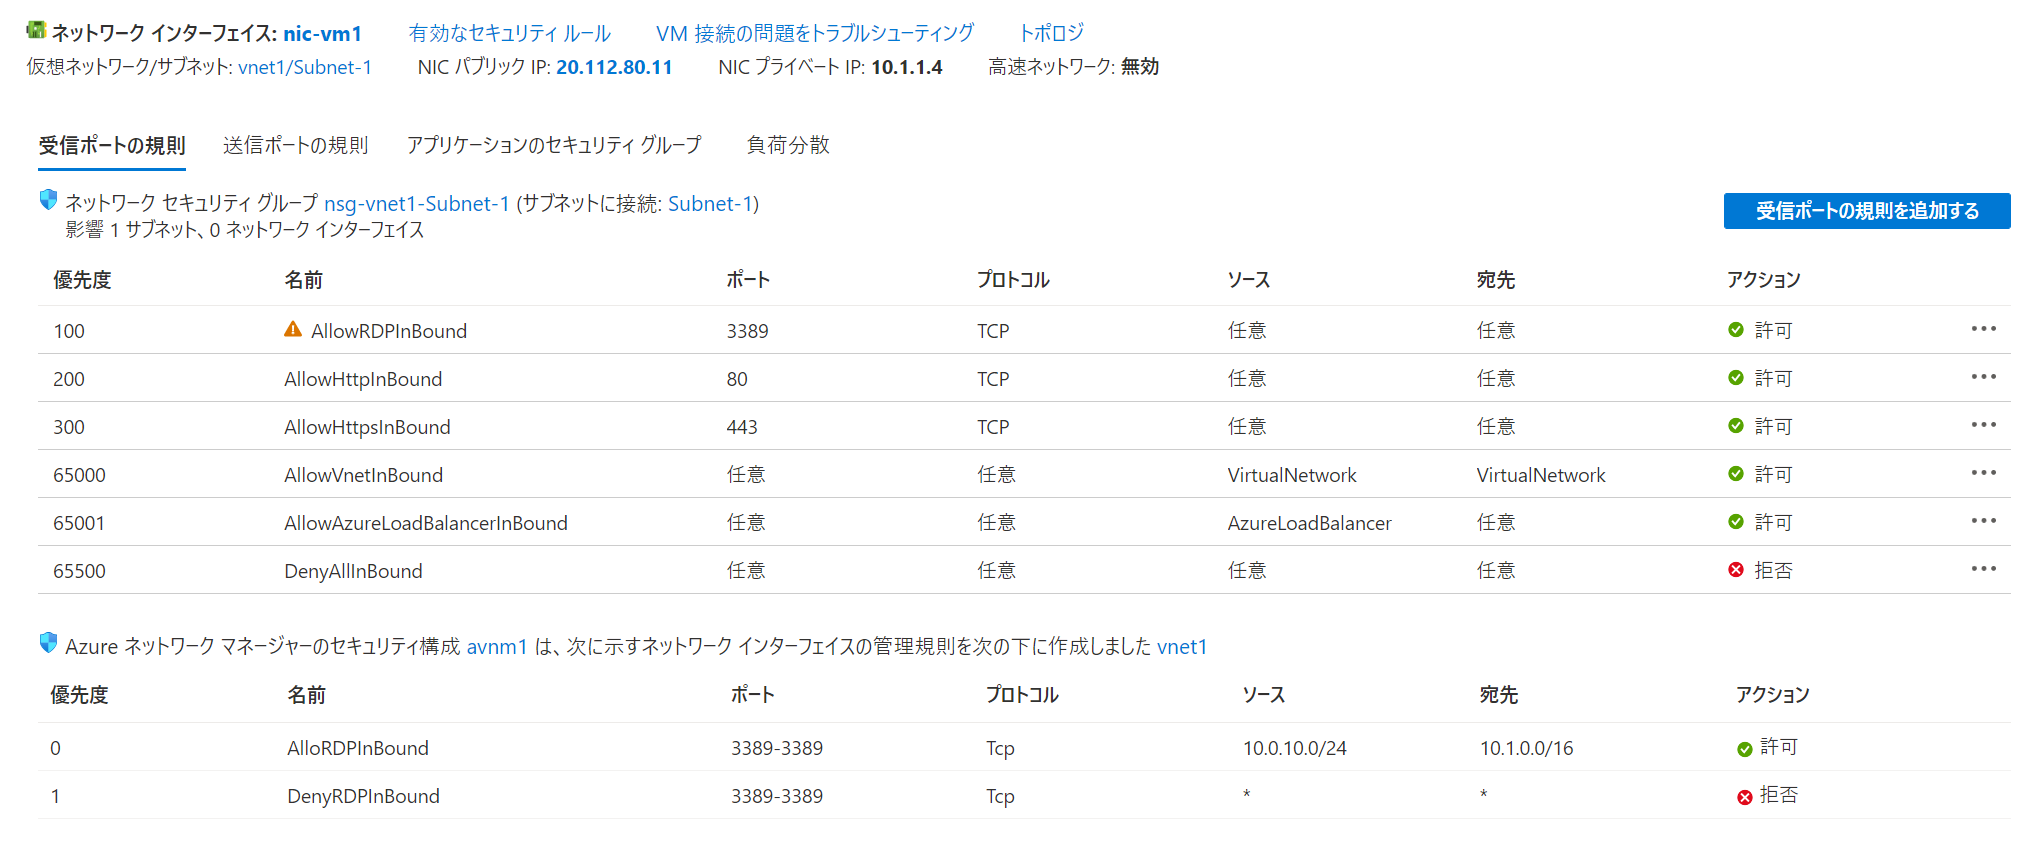 ネットワーク インターフェイス: nic-vm1 有効なセキュリティ ルール VM 接続の問題をトラブルシューティング トポロジ
仮想ネットワーク/サブネット: vnet1/Subnet-1 NIC パブリック IP: 20.112.80.11 NIC プライベート IP: 10.1.1.4 高速ネットワーク: 無効
受信ポートの規則 送信ポートの規則 アプリケーションのセキュリティ グループ 負荷分散
ネットワーク セキュリティ グループ nsg-vnet1-Subnet-1 (サブネットに接続: Subnet-1)
影響 1 サブネット、0 ネットワーク インターフェイス
受信ポートの規則を追加する
優先度 名前 ポート プロトコル ソース 宛先 アクション
100 AllowRDPInBound 3389 TCP 任意 任意 許可
200 AllowHttpInBound 80 TCP 任意 任意 許可
300 AllowHttpsInBound 443 TCP 任意 任意 許可
65000 AllowVnetInBound 任意 任意 VirtualNetwork VirtualNetwork 許可
65001 AllowAzureLoadBalancerInBound 任意 任意 AzureLoadBalancer 任意 許可
65500 DenyAllInBound 任意 任意 任意 任意 拒否
Azure ネットワーク マネージャーのセキュリティ構成 avnm1 は、次に示すネットワーク インターフェイスの管理規則を次の下に作成しました vnet1
優先度 名前 ポート プロトコル ソース 宛先 アクション
0 AlloRDPInBound 3389-3389 Tcp 10.0.10.0/24 10.1.0.0/16 許可
1 DenyRDPInBound 3389-3389 Tcp * * 拒否